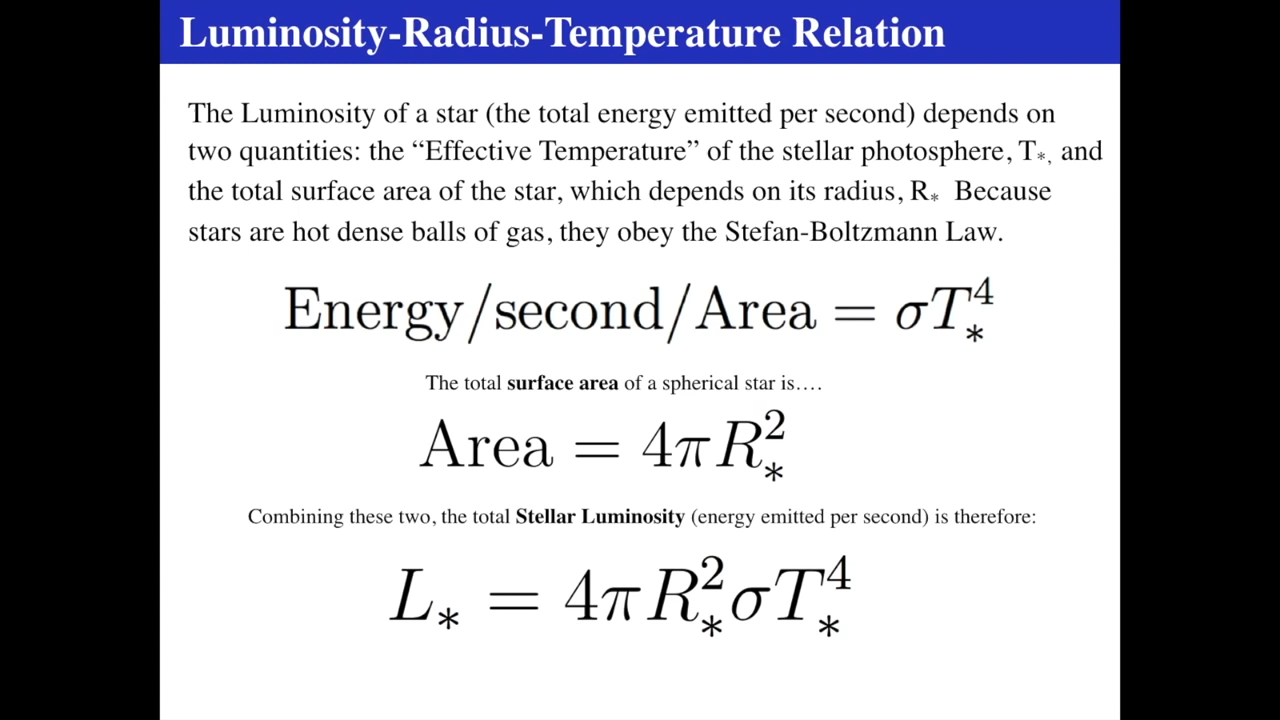 Luminosity-Radius-Temperature Relation
The Luminosity of a star (the total energy emitted per second) depends on
two quantities: the “Effective Temperature” of the stellar photosphere, T*, and
the total surface area of the star, which depends on its radius, R* Because
stars are hot dense balls of gas, they obey the Stefan-Boltzmann Law.
Energy/second/Area = σT*⁴
The total surface area of a spherical star is….
Area = 4πR*²
Combining these two, the total Stellar Luminosity (energy emitted per second) is therefore:
L* = 4πR*²σT*⁴